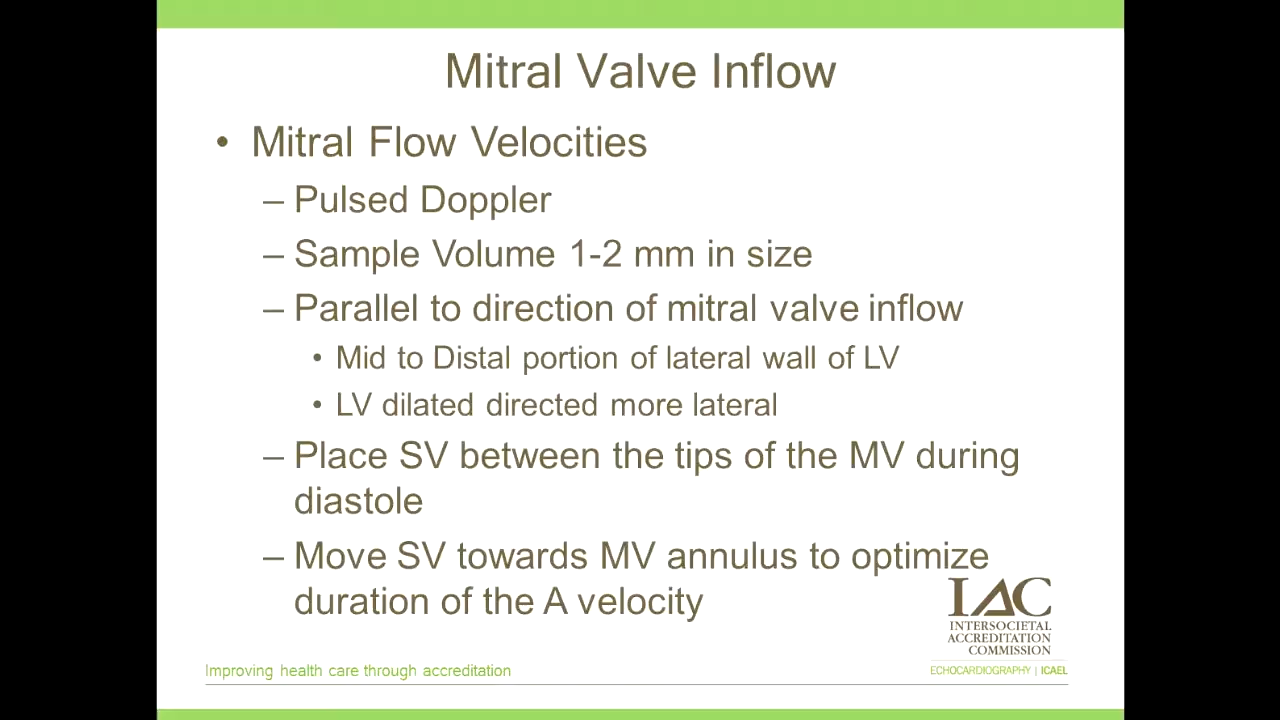 Mitral Valve Inflow
• Mitral Flow Velocities
– Pulsed Doppler
– Sample Volume 1-2 mm in size
– Parallel to direction of mitral valve inflow
• Mid to Distal portion of lateral wall of LV
• LV dilated directed more lateral
– Place SV between the tips of the MV during
diastole
– Move SV towards MV annulus to optimize
duration of the A velocity
IAC
INTERSOCIETAL
ACCREDITATION
COMMISSION
ECHOCARDIOGRAPHY | ICAEL
Improving health care through accreditation